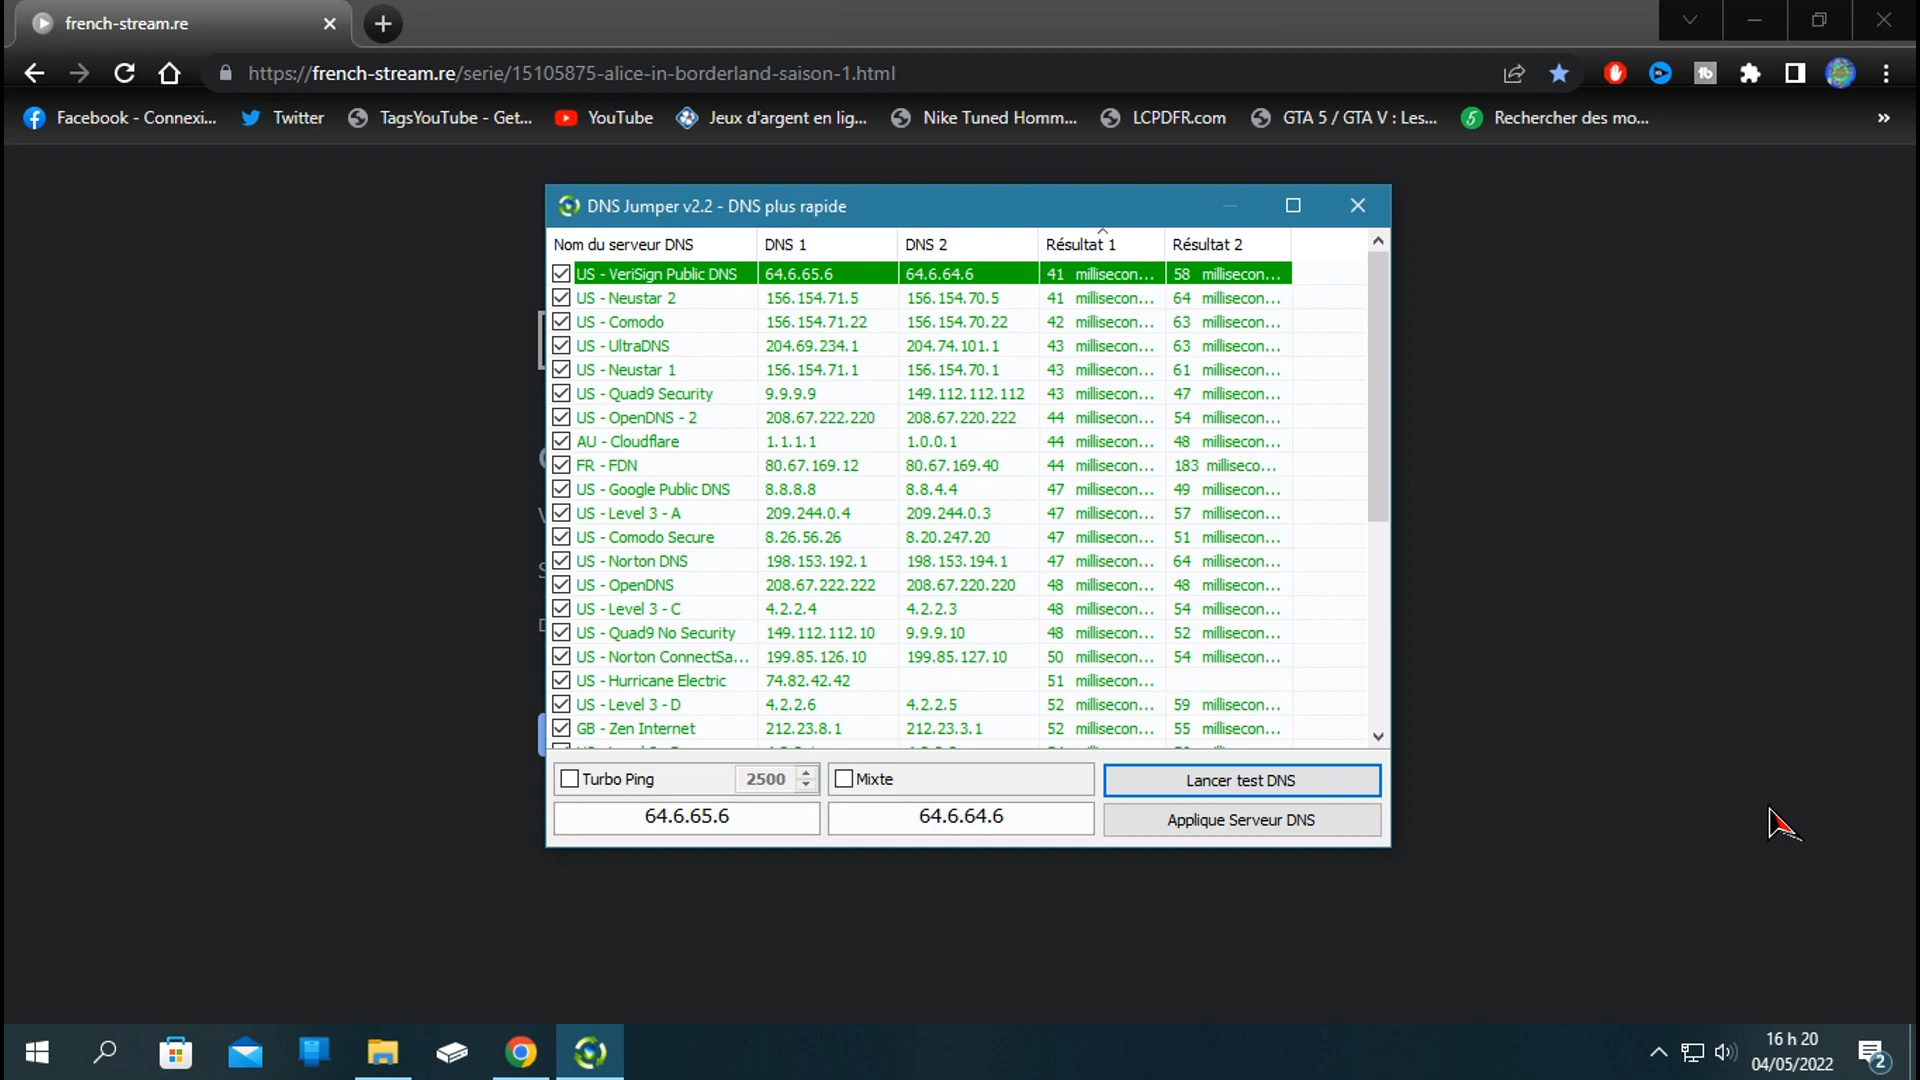 french-stream.re
https://french-stream.re/serie/15105875-alice-in-borderland-saison-1.html
Facebook - Connexi... Twitter TagsYouTube - Get... YouTube Jeux d'argent en lig... Nike Tuned Homm... LCPDFR.com GTA 5 / GTA V : Les... Rechercher des mo... »
DNS Jumper v2.2 - DNS plus rapide
Nom du serveur DNS DNS 1 DNS 2 Résultat 1 Résultat 2
US - VeriSign Public DNS 64.6.65.6 64.6.64.6 41 millisecon... 58 millisecon...
US - Neustar 2 156.154.71.5 156.154.70.5 41 millisecon... 64 millisecon...
US - Comodo 156.154.71.22 156.154.70.22 42 millisecon... 63 millisecon...
US - UltraDNS 204.69.234.1 204.74.101.1 43 millisecon... 63 millisecon...
US - Neustar 1 156.154.71.1 156.154.70.1 43 millisecon... 61 millisecon...
US - Quad9 Security 9.9.9.9 149.112.112.112 43 millisecon... 47 millisecon...
US - OpenDNS - 2 208.67.222.220 208.67.220.222 44 millisecon... 54 millisecon...
AU - Cloudflare 1.1.1.1 1.0.0.1 44 millisecon... 48 millisecon...
FR - FDN 80.67.169.12 80.67.169.40 44 millisecon... 183 milliseco...
US - Google Public DNS 8.8.8.8 8.8.4.4 47 millisecon... 49 millisecon...
US - Level 3 - A 209.244.0.4 209.244.0.3 47 millisecon... 57 millisecon...
US - Comodo Secure 8.26.56.26 8.20.247.20 47 millisecon... 51 millisecon...
US - Norton DNS 198.153.192.1 198.153.194.1 47 millisecon... 64 millisecon...
US - OpenDNS 208.67.222.222 208.67.220.220 48 millisecon... 48 millisecon...
US - Level 3 - C 4.2.2.4 4.2.2.3 48 millisecon... 54 millisecon...
US - Quad9 No Security 149.112.112.10 9.9.9.10 48 millisecon... 52 millisecon...
US - Norton ConnectSa... 199.85.126.10 199.85.127.10 50 millisecon... 54 millisecon...
US - Hurricane Electric 74.82.42.42 51 millisecon...
US - Level 3 - D 4.2.2.6 4.2.2.5 52 millisecon... 59 millisecon...
GB - Zen Internet 212.23.8.1 212.23.3.1 52 millisecon... 55 millisecon...
Turbo Ping 2500 Mixte Lancer test DNS
64.6.65.6 64.6.64.6 Applique Serveur DNS
16 h 20
04/05/2022
2